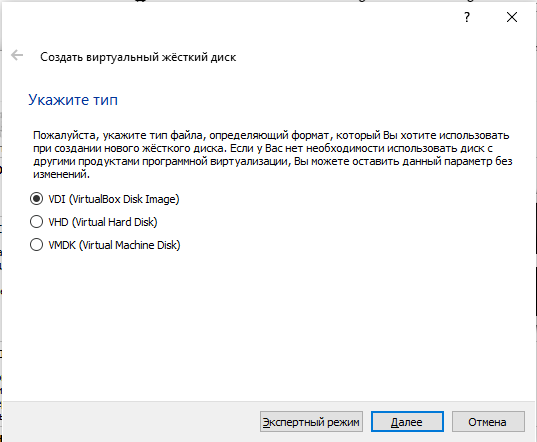 ?
Создать виртуальный жёсткий диск
Укажите тип
Пожалуйста, укажите тип файла, определяющий формат, который Вы хотите использовать
при создании нового жёсткого диска. Если у Вас нет необходимости использовать диск с
другими продуктами программной виртуализации, Вы можете оставить данный параметр без
изменений.
VDI (VirtualBox Disk Image)
VHD (Virtual Hard Disk)
VMDK (Virtual Machine Disk)
Экспертный режим
Далее
Отмена